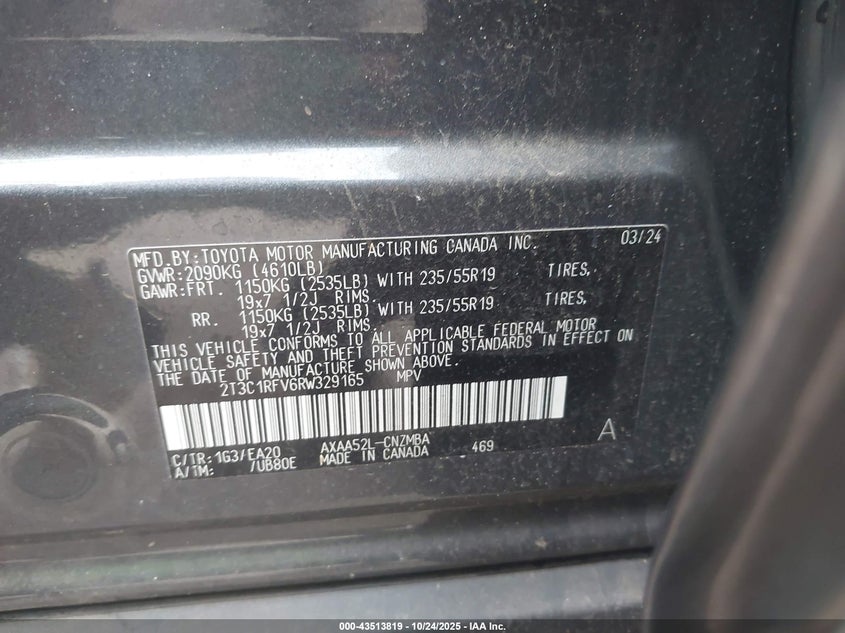 MFD.BY:TOYOTA MOTOR MANUFACTURING CANADA INC. 03/24
GVWR:2090KG (4610LB)
GAWR:FRT. 1150KG (2535LB) WITH 235/55R19 TIRES,
19x7 1/2J RIMS.
RR. 1150KG (2535LB) WITH 235/55R19 TIRES,
19x7 1/2J RIMS.
THIS VEHICLE CONFORMS TO ALL APPLICABLE FEDERAL MOTOR
VEHICLE SAFETY AND THEFT PREVENTION STANDARDS IN EFFECT ON
THE DATE OF MANUFACTURE SHOWN ABOVE.
2T3C1RFV6RW329165 MPV
C/TR:1G3/EA20 AXAA52L-CNZMBA 469 A
A/TM: /UB80E MADE IN CANADA
000-43513819 - 10/24/2025 - IAA Inc.